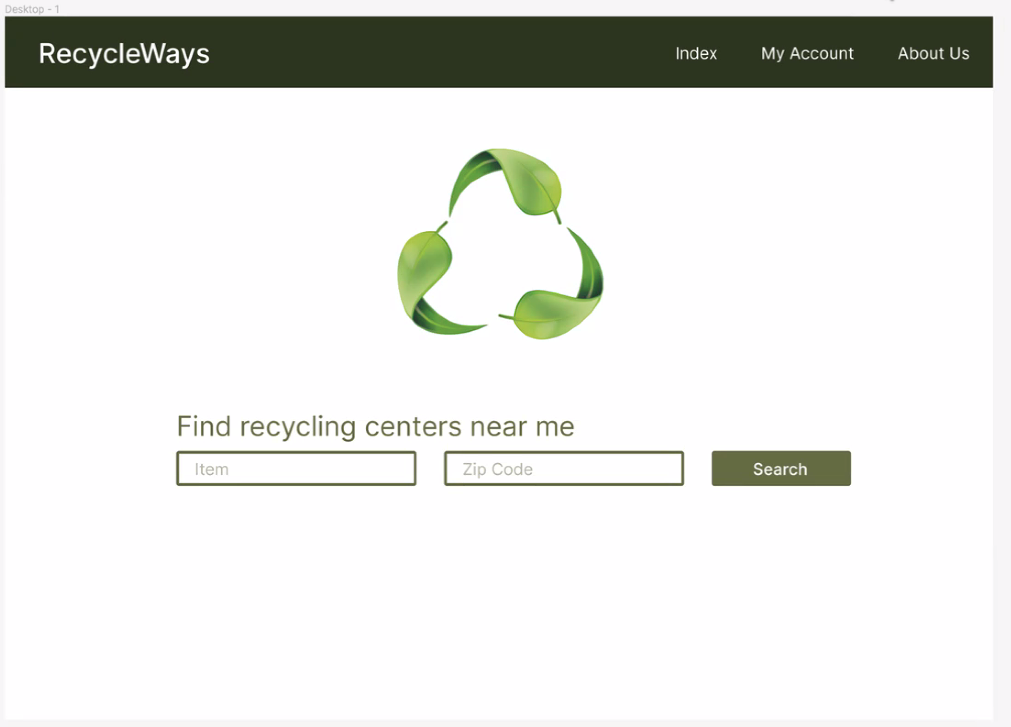 Desktop - 1
RecycleWays
Index
My Account
About Us
Find recycling centers near me
Item
Zip Code
Search